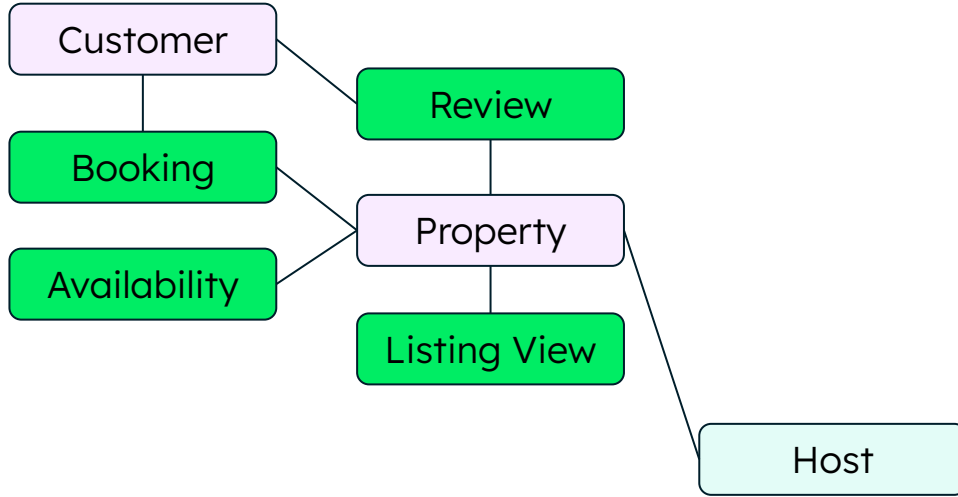 Customer
Review
Booking
Property
Availability
Listing View
Host